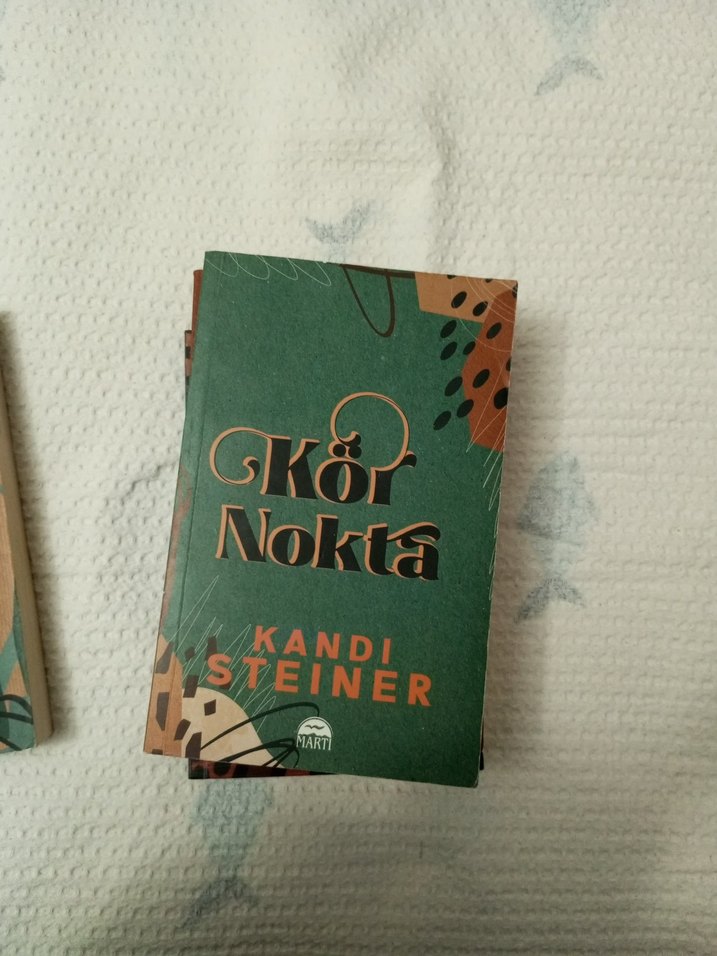 Kör
Nokta
KANDI
STEINER
MARTI